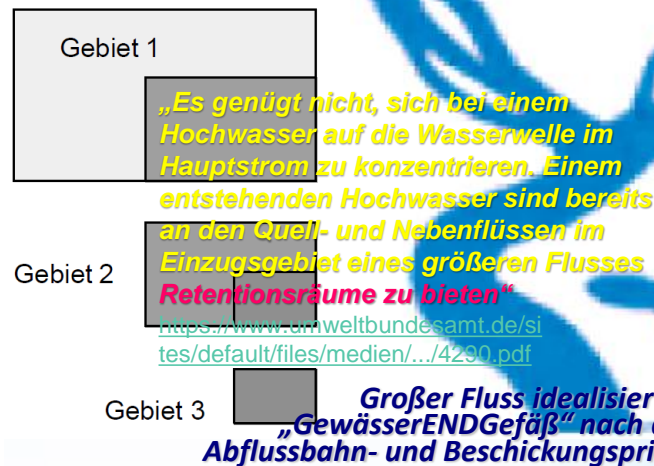 Gebiet 1
„Es genügt nicht, sich bei einem
Hochwasser auf die Wasserwelle im
Hauptstrom zu konzentrieren. Einem
entstehenden Hochwasser sind bereits
an den Quell- und Nebenflüssen im
Einzugsgebiet eines größeren Flusses
Retentionsräume zu bieten“
Gebiet 2
https://www.umweltbundesamt.de/si
tes/default/files/medien/.../4290.pdf
Gebiet 3
Großer Fluss idealisier
„GewässerENDGefäß“ nach
Abflussbahn- und Beschickungspri